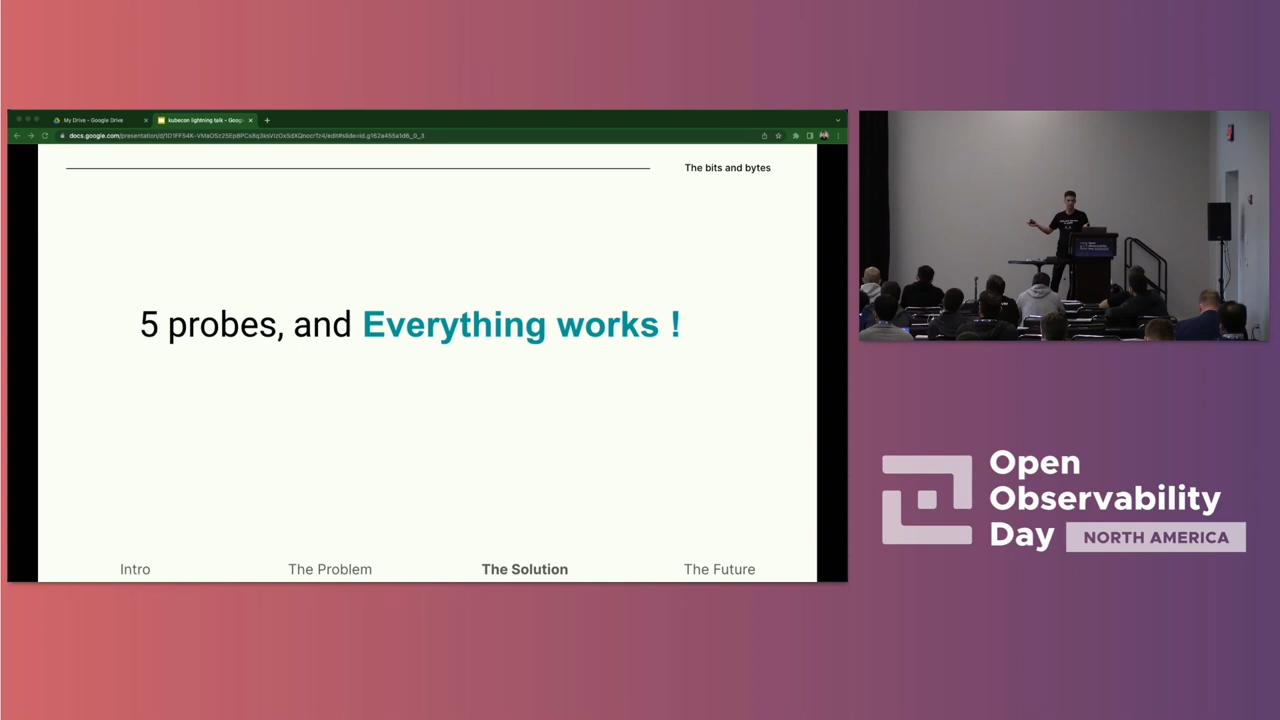 My Drive - Google Drive
kubecon lightning talk - Goog
The bits and bytes
5 probes, and Everything works !
Intro
The Problem
The Solution
The Future
Open
Observability
Day
NORTH AMERICA